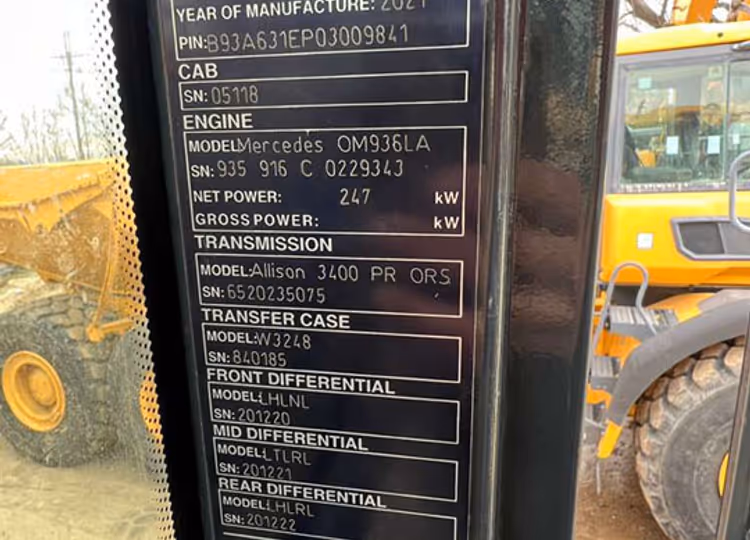 YEAR OF MANUFACTURE: 2021
PIN:B93A631EP03009841
CAB
SN: 05118
ENGINE
MODEL:Mercedes OM936LA
SN: 935 916 C 0229343
NET POWER: 247 kW
GROSS POWER: kW
TRANSMISSION
MODEL:Allison 3400 PR ORS
SN: 6520235075
TRANSFER CASE
MODEL:W3248
SN: 840185
FRONT DIFFERENTIAL
MODEL:LHLNL
SN: 201220
MID DIFFERENTIAL
MODEL:LTLRL
SN: 201221
REAR DIFFERENTIAL
MODEL:LHLRL
SN: 201222